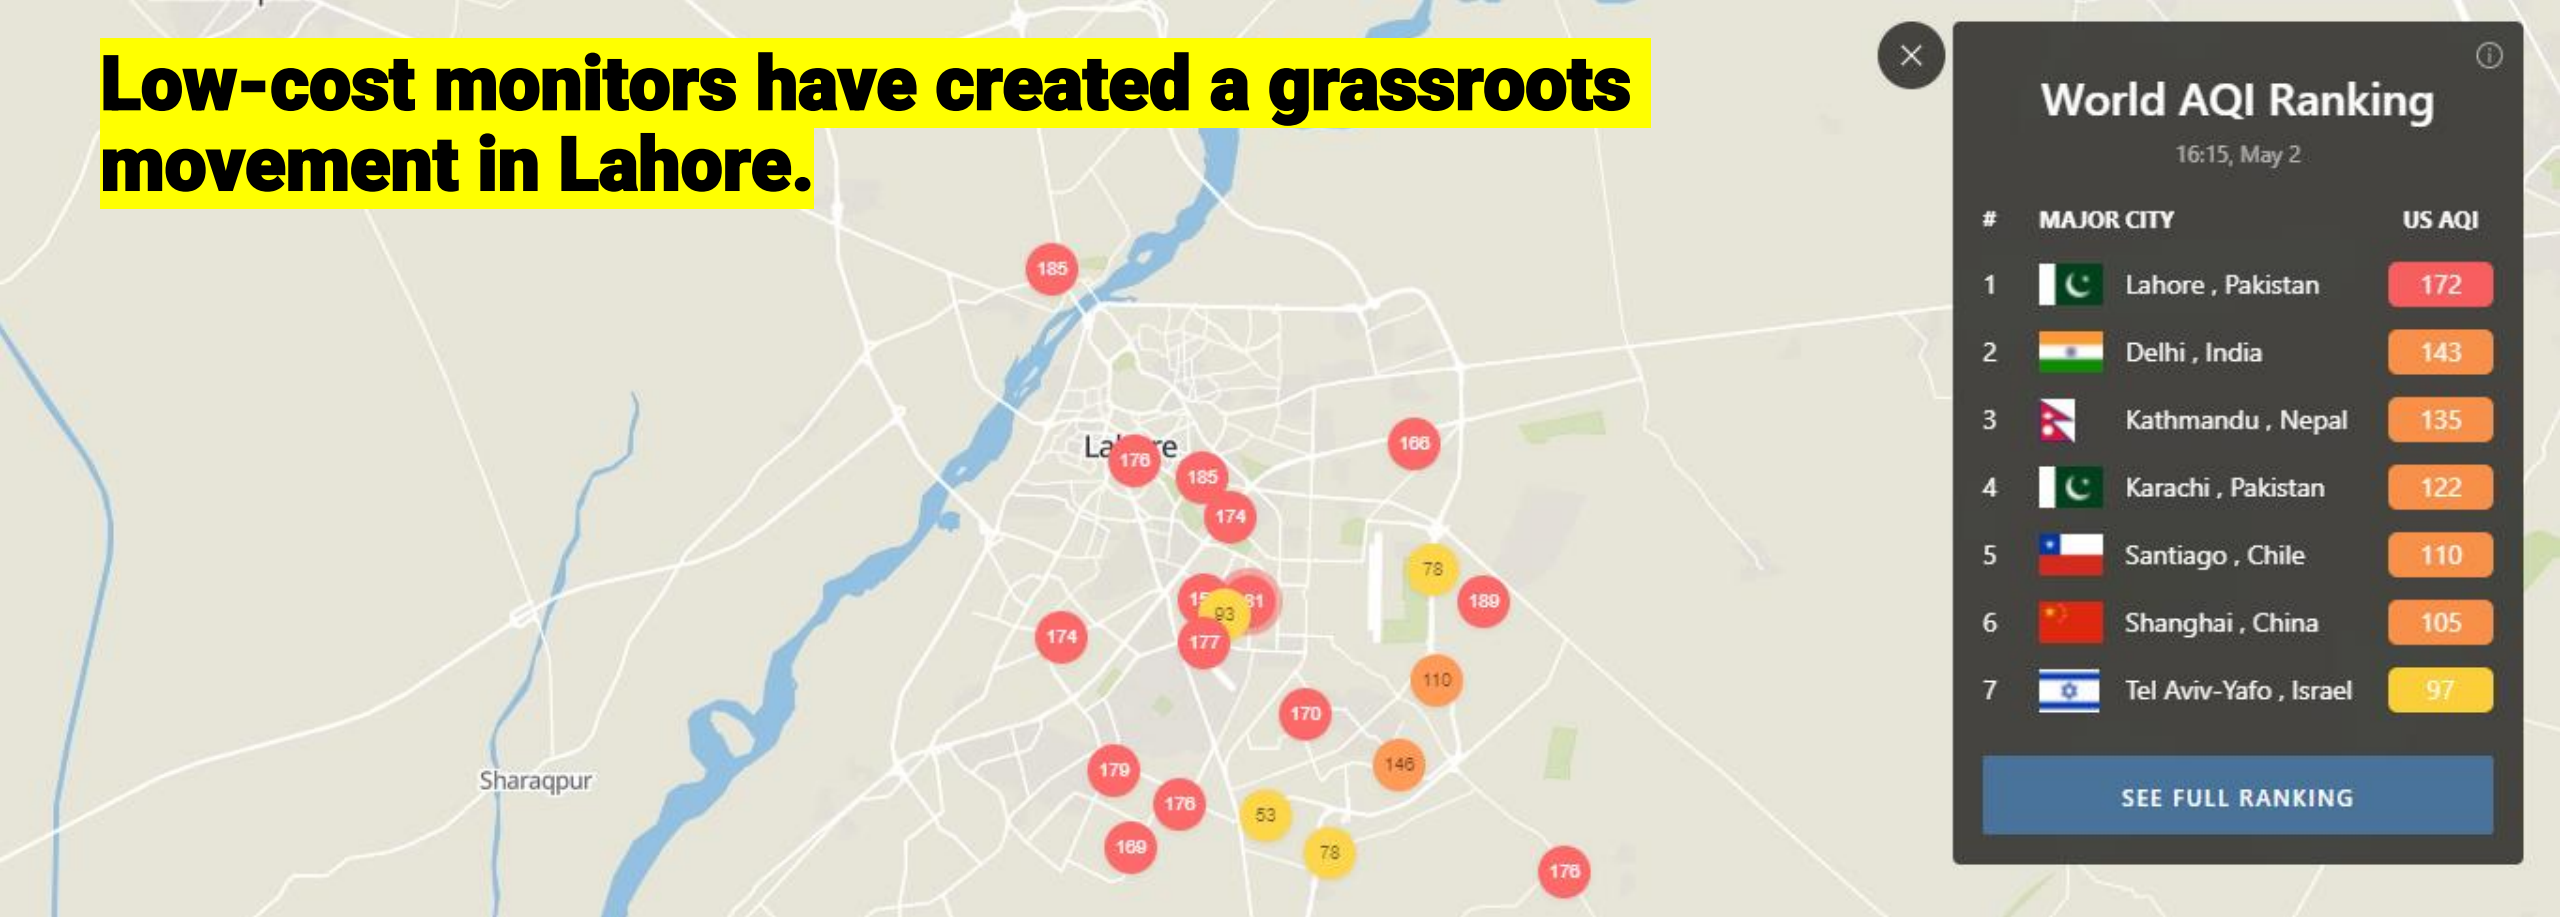 Low-cost monitors have created a grassroots
movement in Lahore.
World AQI Ranking
16:15, May 2
# MAJOR CITY US AQI
1 Lahore , Pakistan 172
2 Delhi , India 143
3 Kathmandu , Nepal 135
4 Karachi , Pakistan 122
5 Santiago , Chile 110
6 Shanghai , China 105
7 Tel Aviv-Yafo , Israel 97
SEE FULL RANKING
185
166
176
185
174
78
189
93
174
177
110
170
146
179
176
53
169
78
176
Sharaqpur